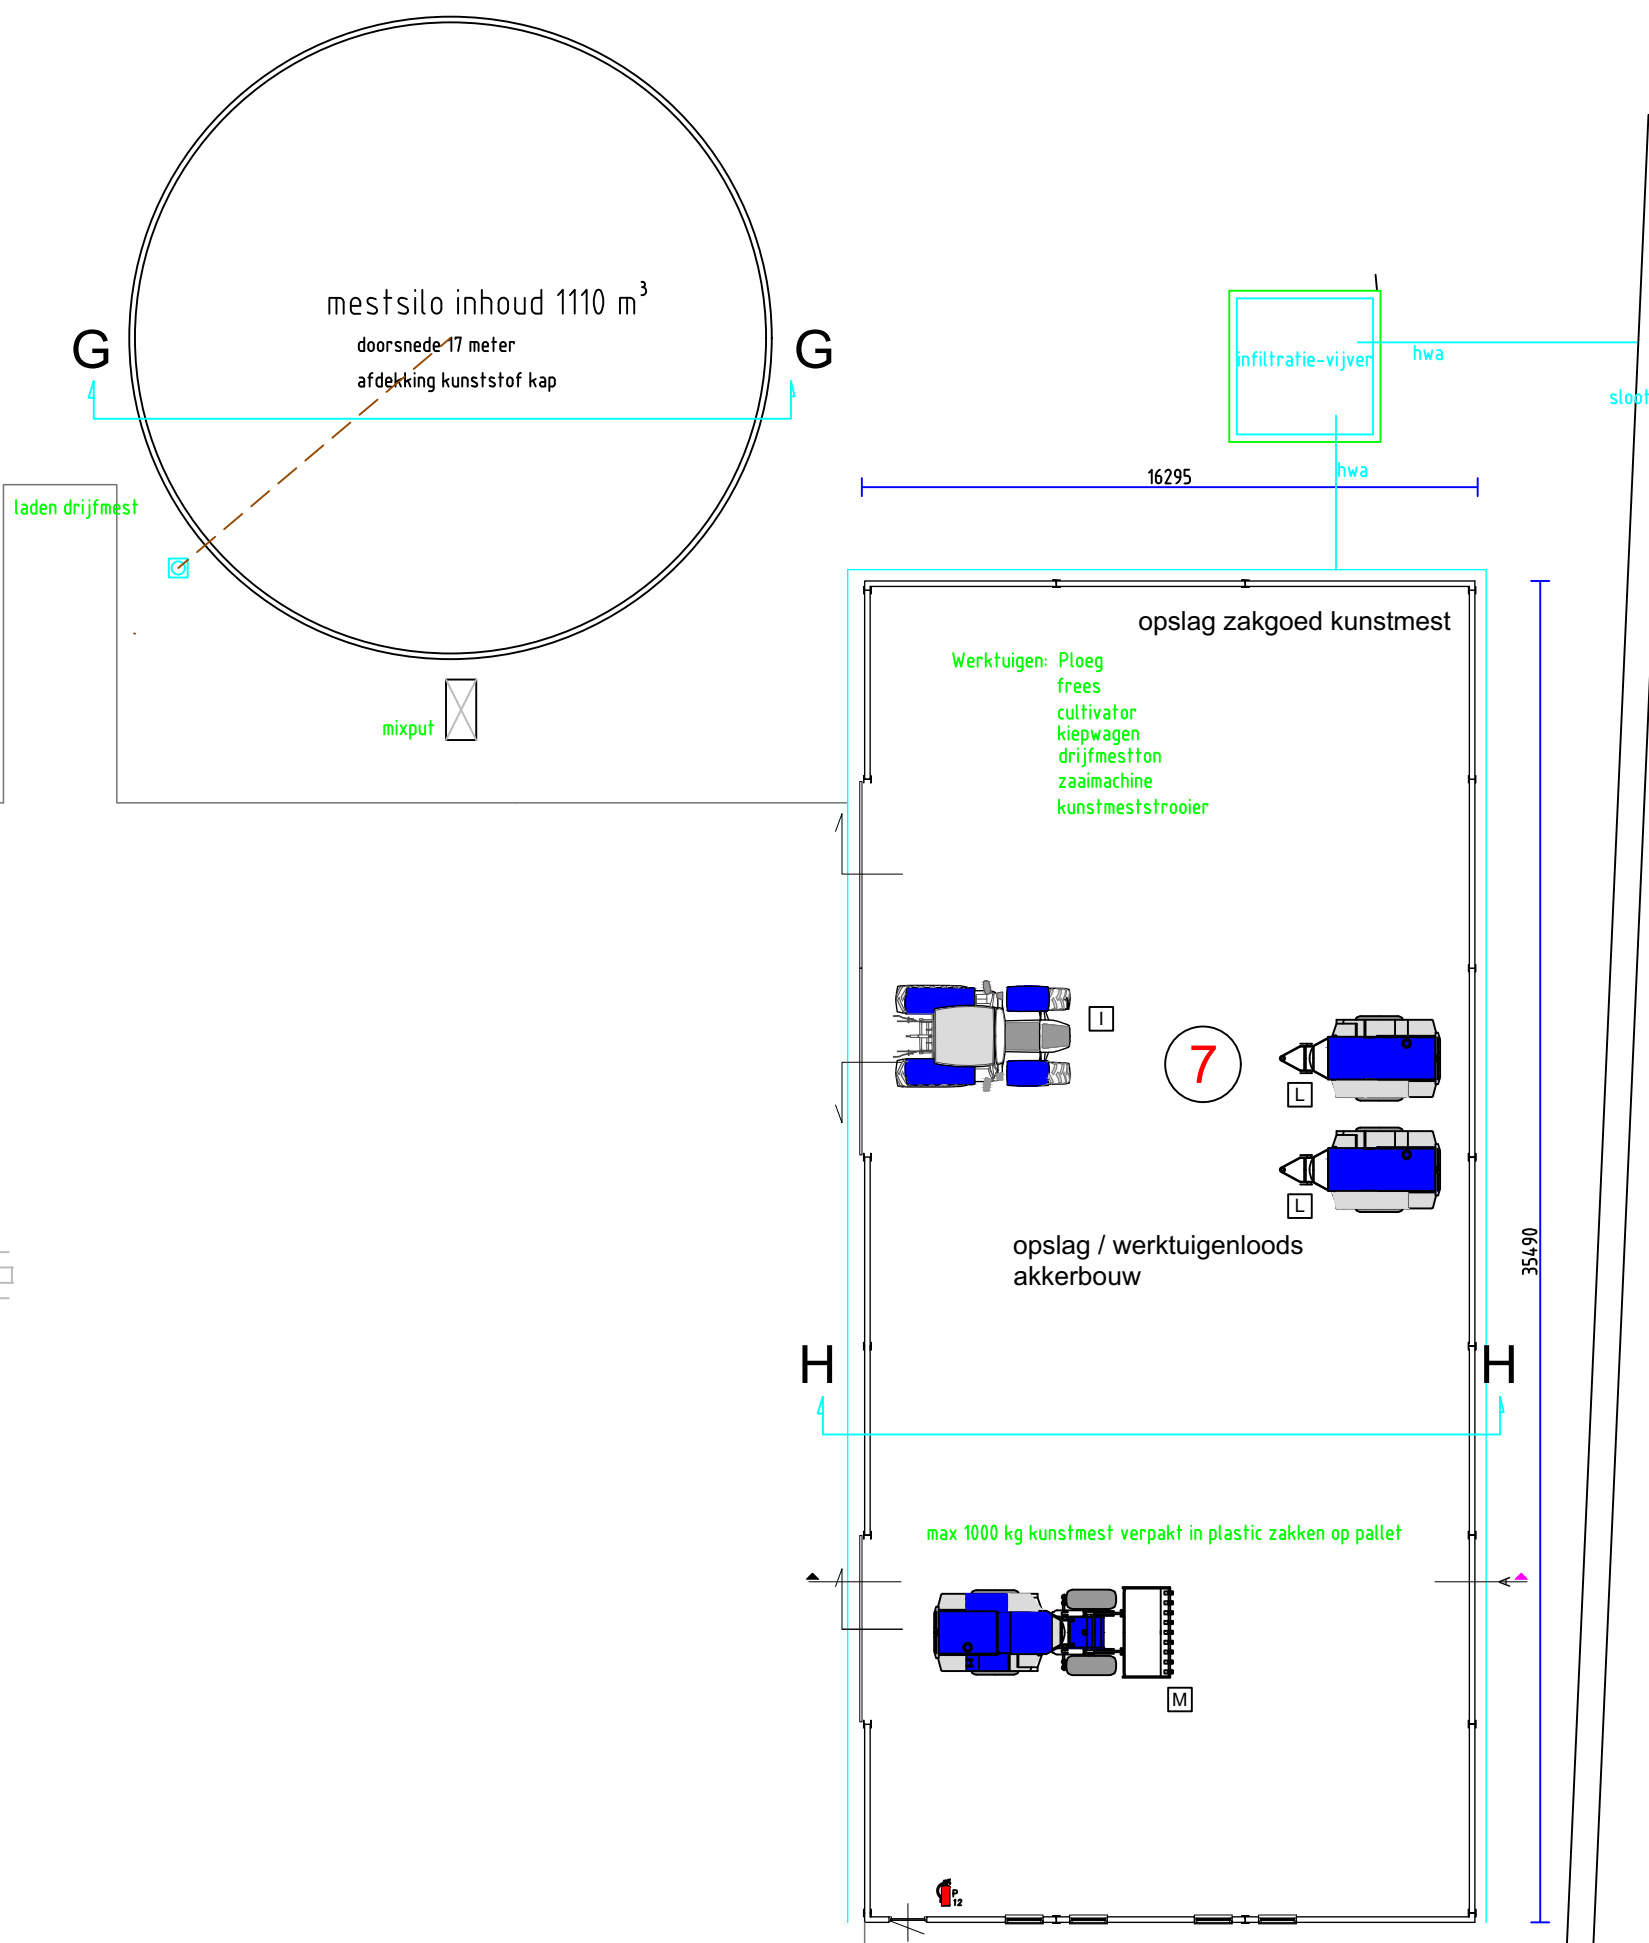 mestsilo inhoud 1110 m³
doorsnede 17 meter
afdekking kunststof kap
G
G
infiltratie-vijver
hwa
sloot
hwa
16295
laden drijfmest
mixput
opslag zakgoed kunstmest
Werktuigen: Ploeg
frees
cultivator
kiepwagen
drijfmestton
zaaimachine
kunstmeststrooier
I
7
L
L
opslag / werktuigenloods
akkerbouw
35490
H
H
max 1000 kg kunstmest verpakt in plastic zakken op pallet
M
P
12